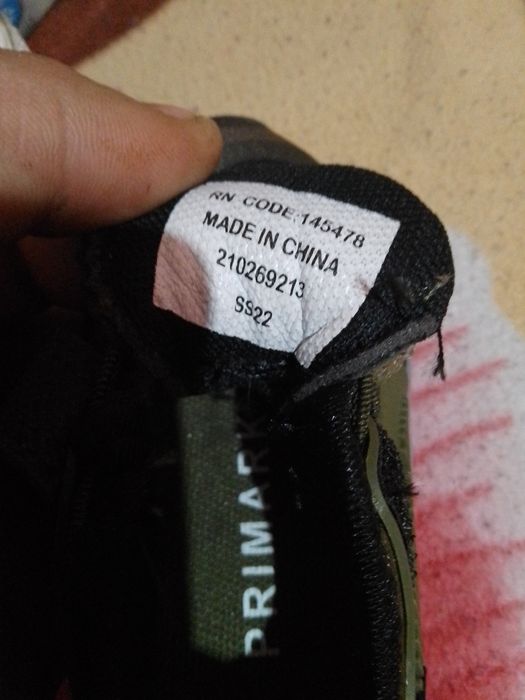 RN CODE:145478
MADE IN CHINA
210269213
SS22
PRIMARK